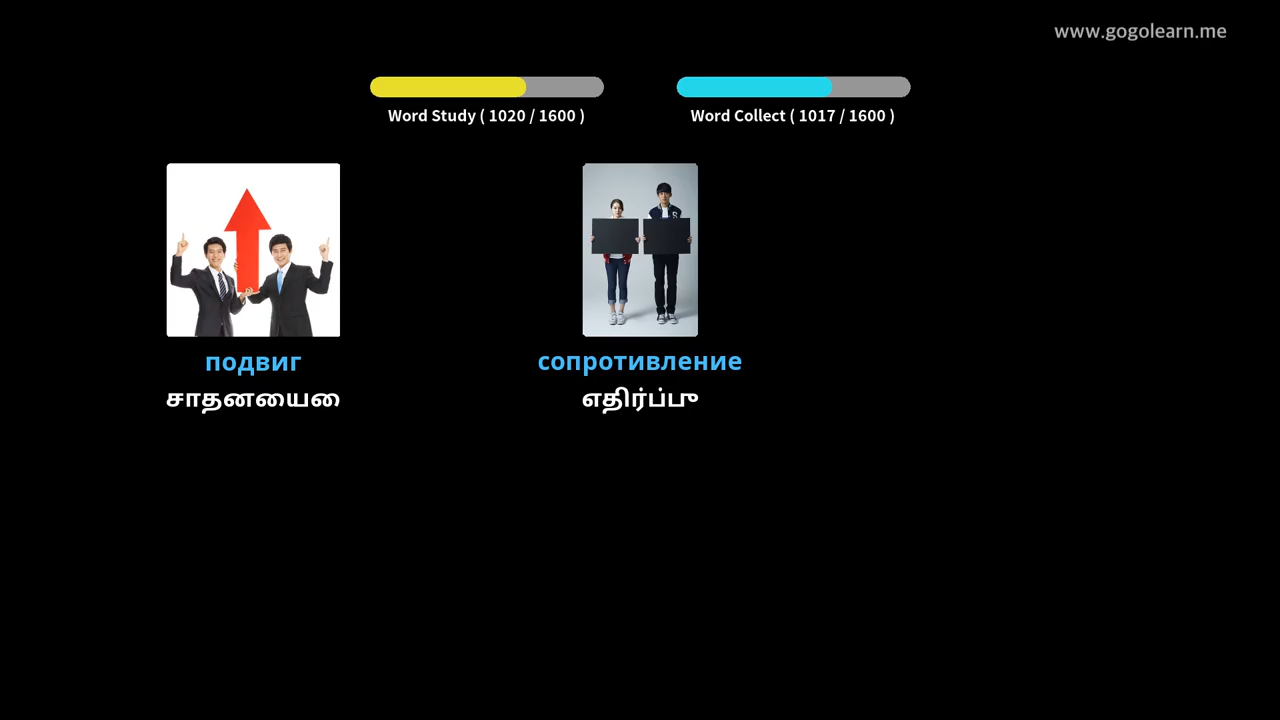 www.gogolearn.me
Word Study ( 1020 / 1600 )
Word Collect ( 1017 / 1600 )
подвиг
சாதனையை
сопротивление
எதிர்ப்பு